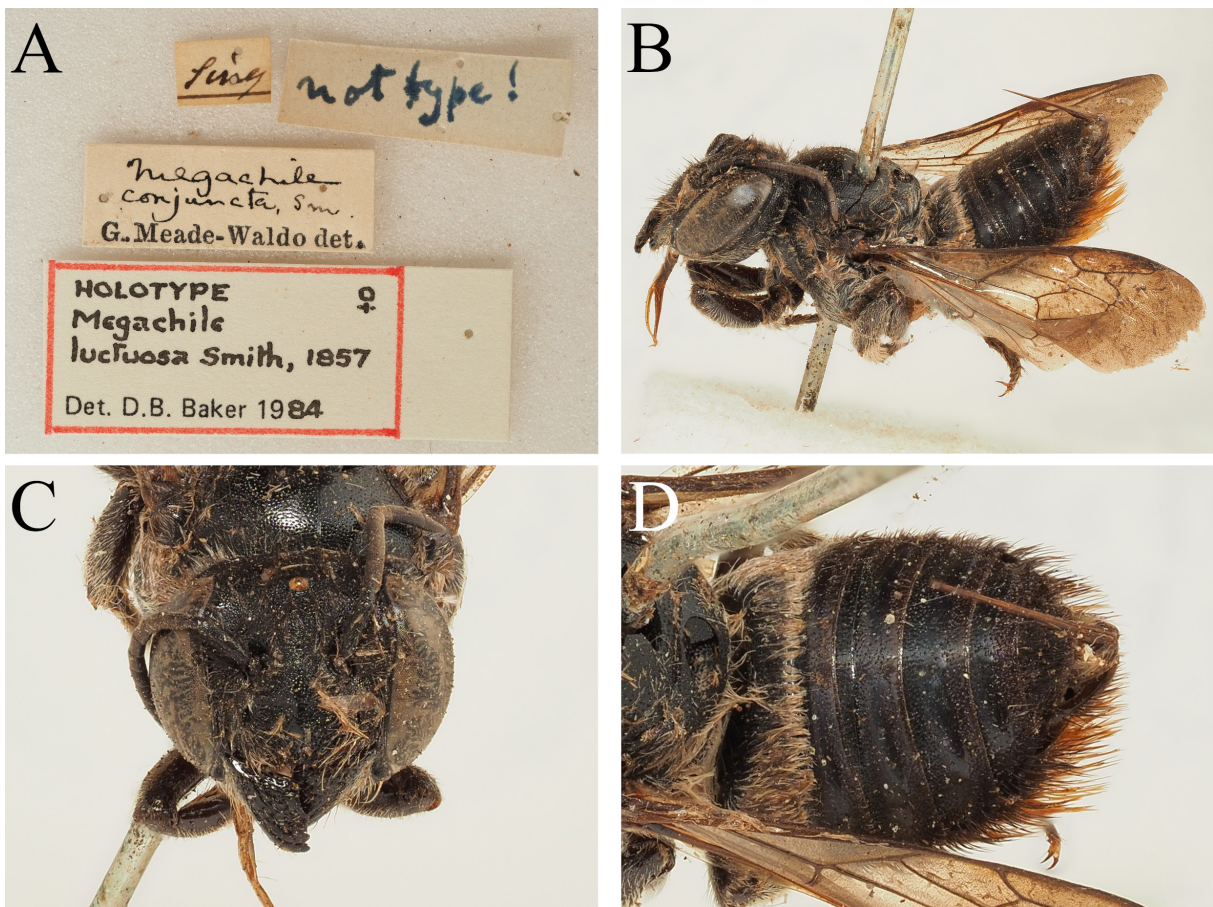 A
Sing
not type!
Megachile
conjuncta, Sm.
G. Meade-Waldo det.
HOLOTYPE ♀
Megachile
luctuosa Smith, 1857
Det. D.B. Baker 1984
B
C
D